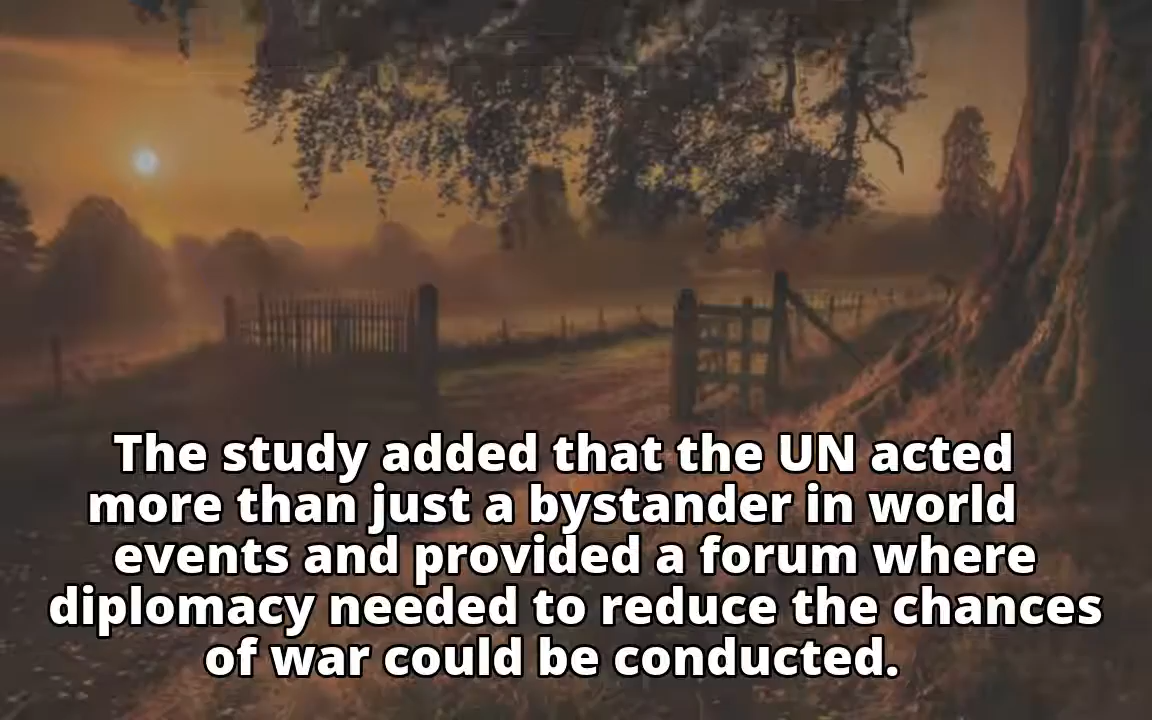 The study added that the UN acted
more than just a bystander in world
events and provided a forum where
diplomacy needed to reduce the chances
of war could be conducted.